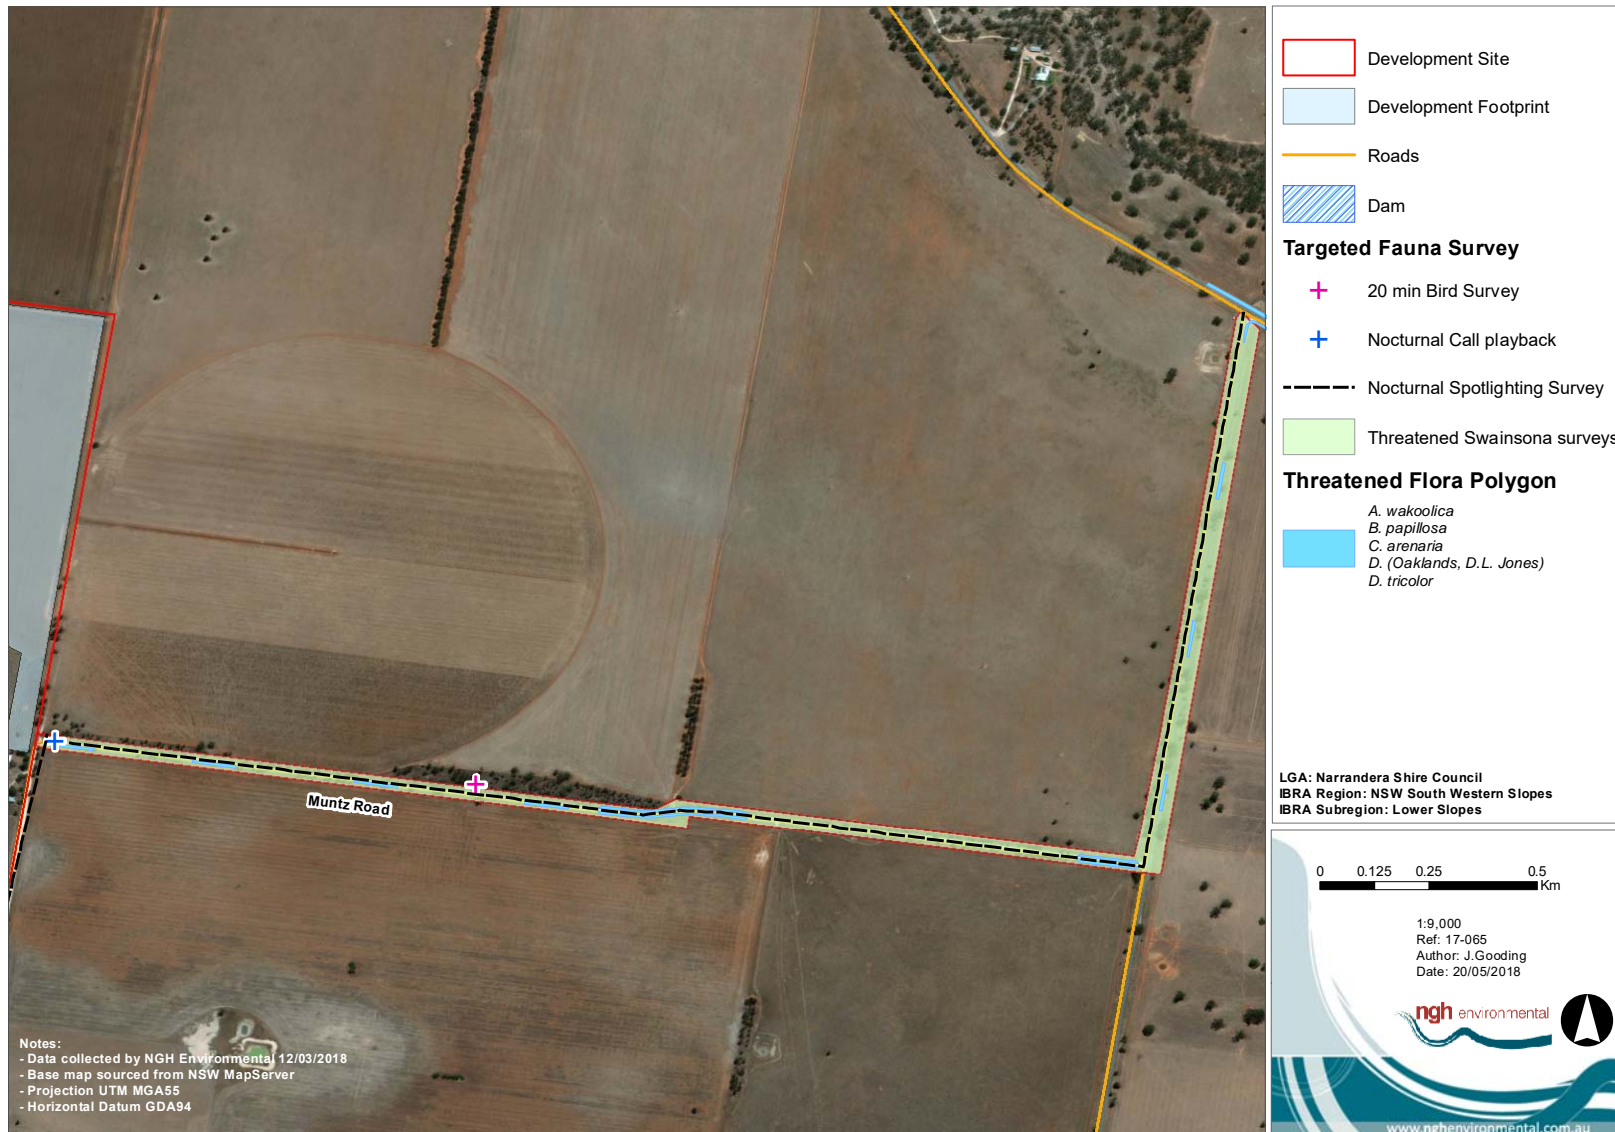 Development Site
Development Footprint
Roads
Dam
Targeted Fauna Survey
20 min Bird Survey
Nocturnal Call playback
Nocturnal Spotlighting Survey
Threatened Swainsona surveys
Threatened Flora Polygon
A. wakoolica
B. papillosa
C. arenaria
D. (Oaklands, D.L. Jones)
D. tricolor
Muntz Road
LGA: Narrandera Shire Council
IBRA Region: NSW South Western Slopes
IBRA Subregion: Lower Slopes
0 0.125 0.25 0.5
Km
1:9,000
Ref: 17-065
Author: J.Gooding
Date: 20/05/2018
ngh environmental
www.nghenvironmental.com.au
Notes:
- Data collected by NGH Environmental 12/03/2018
- Base map sourced from NSW MapServer
- Projection UTM MGA55
- Horizontal Datum GDA94